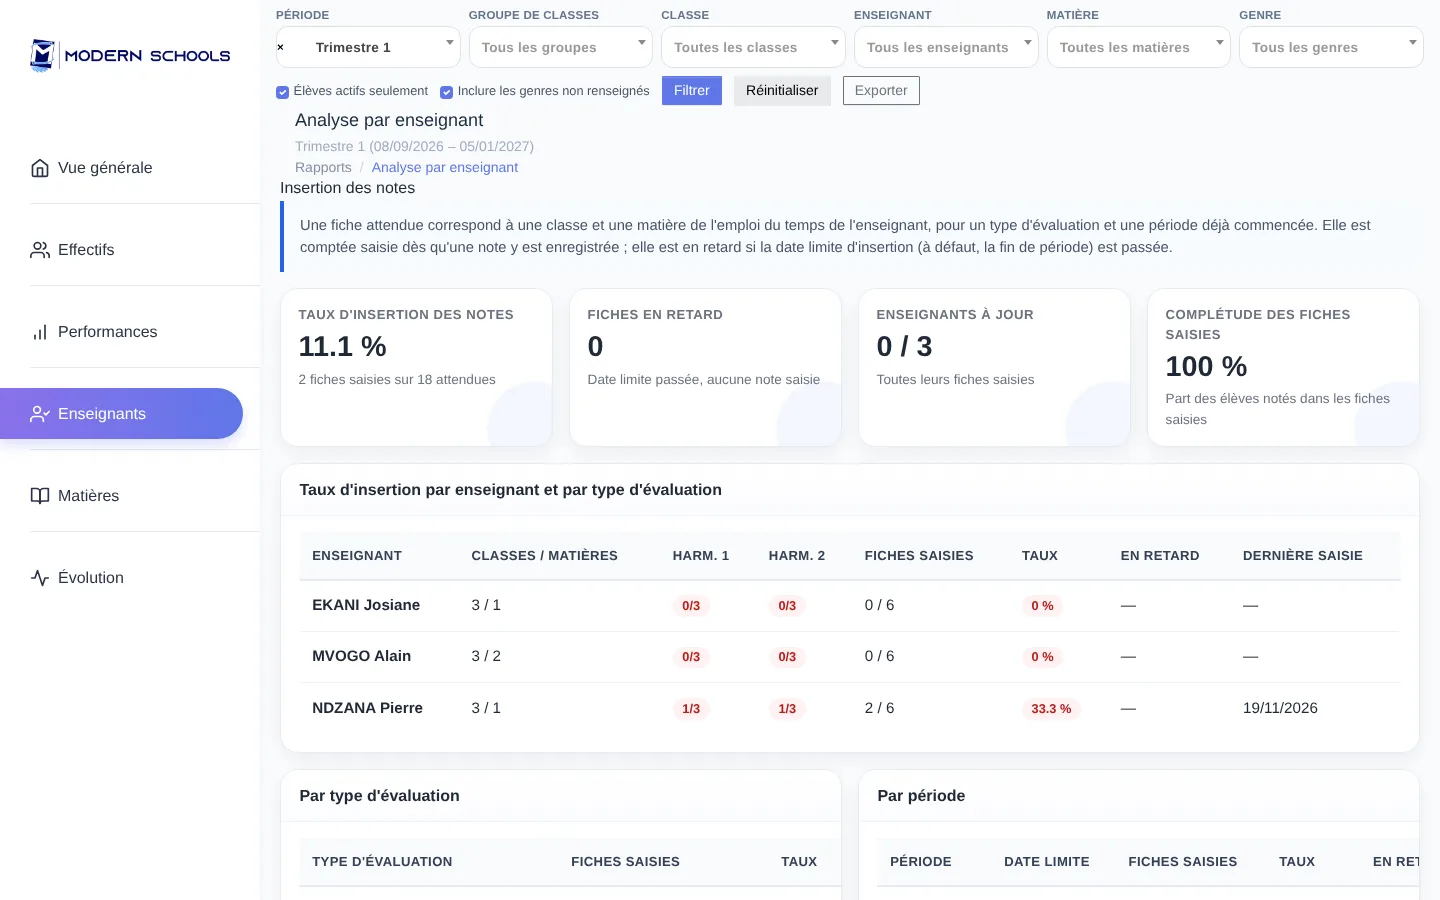 PÉRIODE GROUPE DE CLASSES CLASSE ENSEIGNANT MATIÈRE GENRE
× Trimestre 1 Tous les groupes Toutes les classes Tous les enseignants Toutes les matières Tous les genres
Élèves actifs seulement Inclure les genres non renseignés Filtrer Réinitialiser Exporter
MODERN SCHOOLS
Vue générale
Effectifs
Performances
Enseignants
Matières
Évolution
Analyse par enseignant
Trimestre 1 (08/09/2026 – 05/01/2027)
Rapports / Analyse par enseignant
Insertion des notes
Une fiche attendue correspond à une classe et une matière de l'emploi du temps de l'enseignant, pour un type d'évaluation et une période déjà commencée. Elle est
comptée saisie dès qu'une note y est enregistrée ; elle est en retard si la date limite d'insertion (à défaut, la fin de période) est passée.
TAUX D'INSERTION DES NOTES
11.1 %
2 fiches saisies sur 18 attendues
FICHES EN RETARD
0
Date limite passée, aucune note saisie
ENSEIGNANTS À JOUR
0 / 3
Toutes leurs fiches saisies
COMPLÉTUDE DES FICHES
SAISIES
100 %
Part des élèves notés dans les fiches
saisies
Taux d'insertion par enseignant et par type d'évaluation
ENSEIGNANT CLASSES / MATIÈRES HARM. 1 HARM. 2 FICHES SAISIES TAUX EN RETARD DERNIÈRE SAISIE
EKANI Josiane 3 / 1 0/3 0/3 0 / 6 0 % — —
MVOGO Alain 3 / 2 0/3 0/3 0 / 6 0 % — —
NDZANA Pierre 3 / 1 1/3 1/3 2 / 6 33.3 % — 19/11/2026
Par type d'évaluation
TYPE D'ÉVALUATION FICHES SAISIES TAUX
Par période
PÉRIODE DATE LIMITE FICHES SAISIES TAUX EN RET